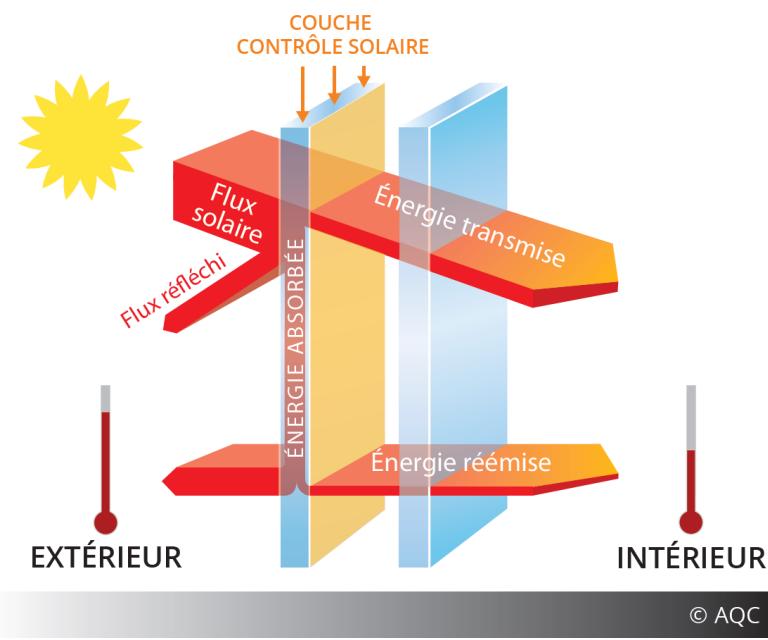 COUCHE
CONTRÔLE SOLAIRE
Flux
solaire
Énergie transmise
Flux réfléchi
ÉNERGIE ABSORBÉE
Énergie réémise
EXTÉRIEUR
INTÉRIEUR
© AQC